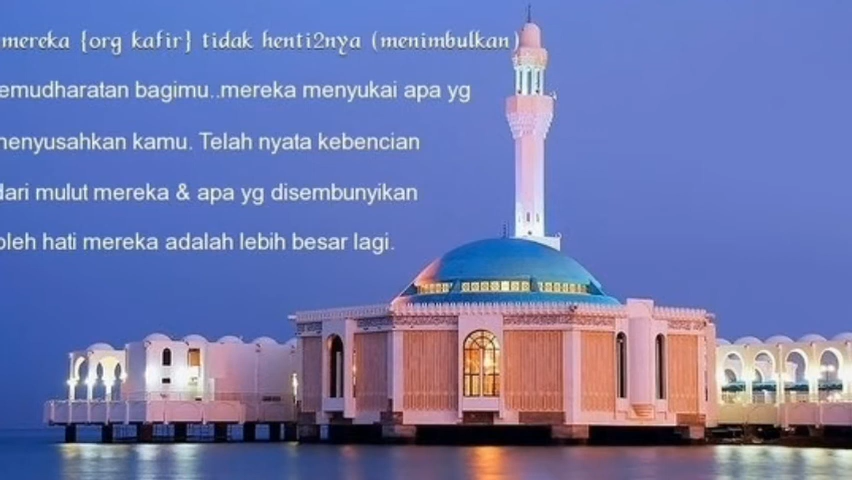 mereka {org kafir} tidak henti2nya (menimbulkan)
emudharatan bagimu..mereka menyukai apa yg
menyusahkan kamu. Telah nyata kebencian
dari mulut mereka & apa yg disembunyikan
oleh hati mereka adalah lebih besar lagi.